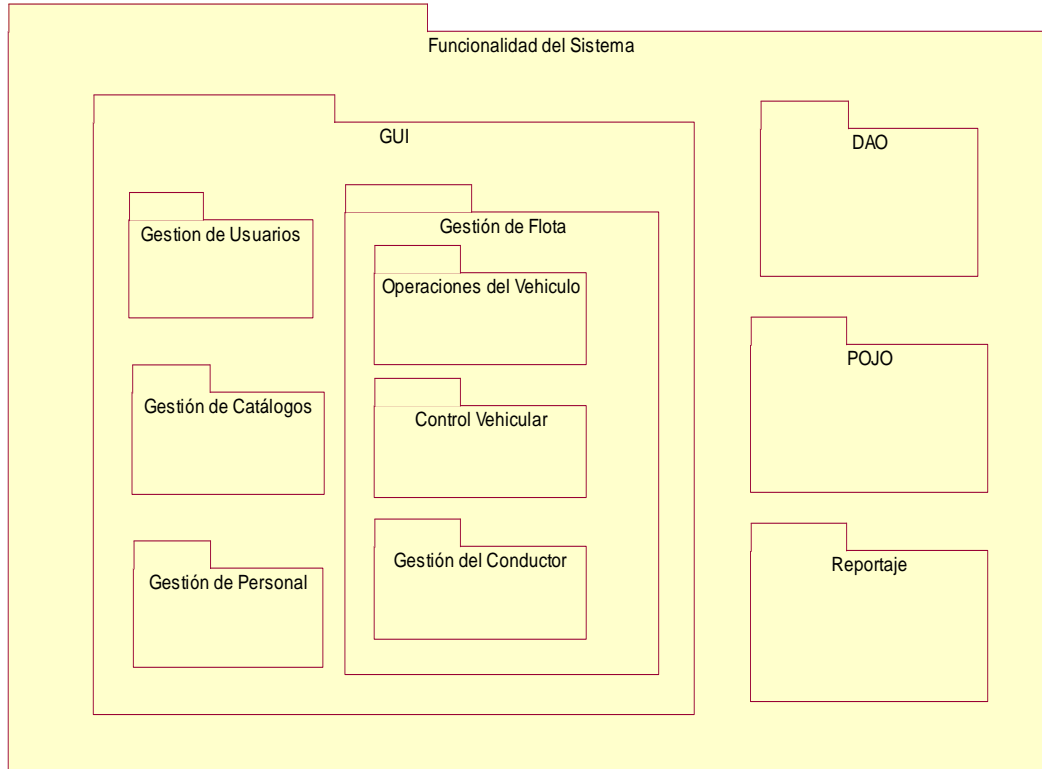 Funcionalidad del Sistema
GUI
Gestion de Usuarios
Gestión de Catálogos
Gestión de Personal
Gestión de Flota
Operaciones del Vehiculo
Control Vehicular
Gestión del Conductor
DAO
POJO
Reportaje